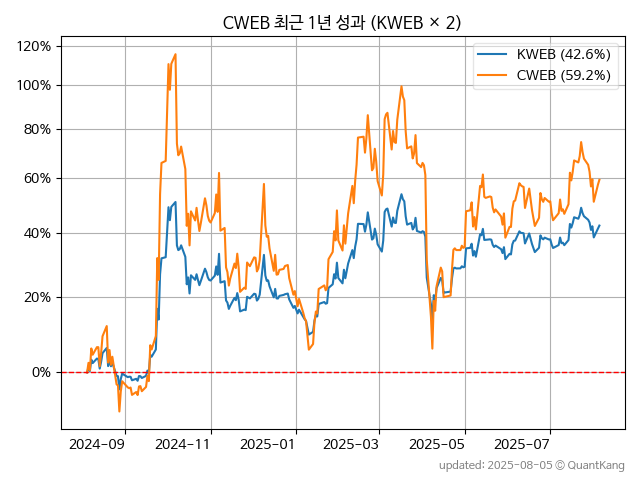 CWEB 최근 1년 성과 (KWEB × 2)
KWEB (42.6%)
CWEB (59.2%)
120%
100%
80%
60%
40%
20%
0%
2024−09 2024−11 2025−01 2025−03 2025−05 2025−07
updated: 2025-08-05 © QuantKang